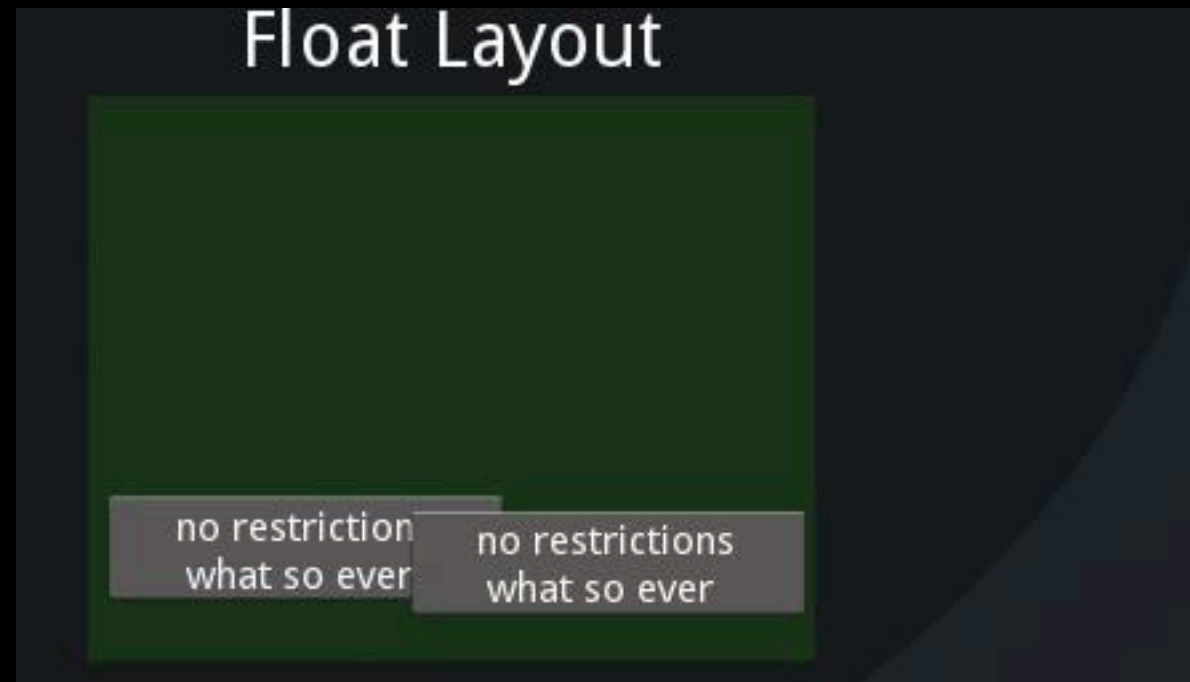 Float Layout
no restriction
what so ever
no restrictions
what so ever